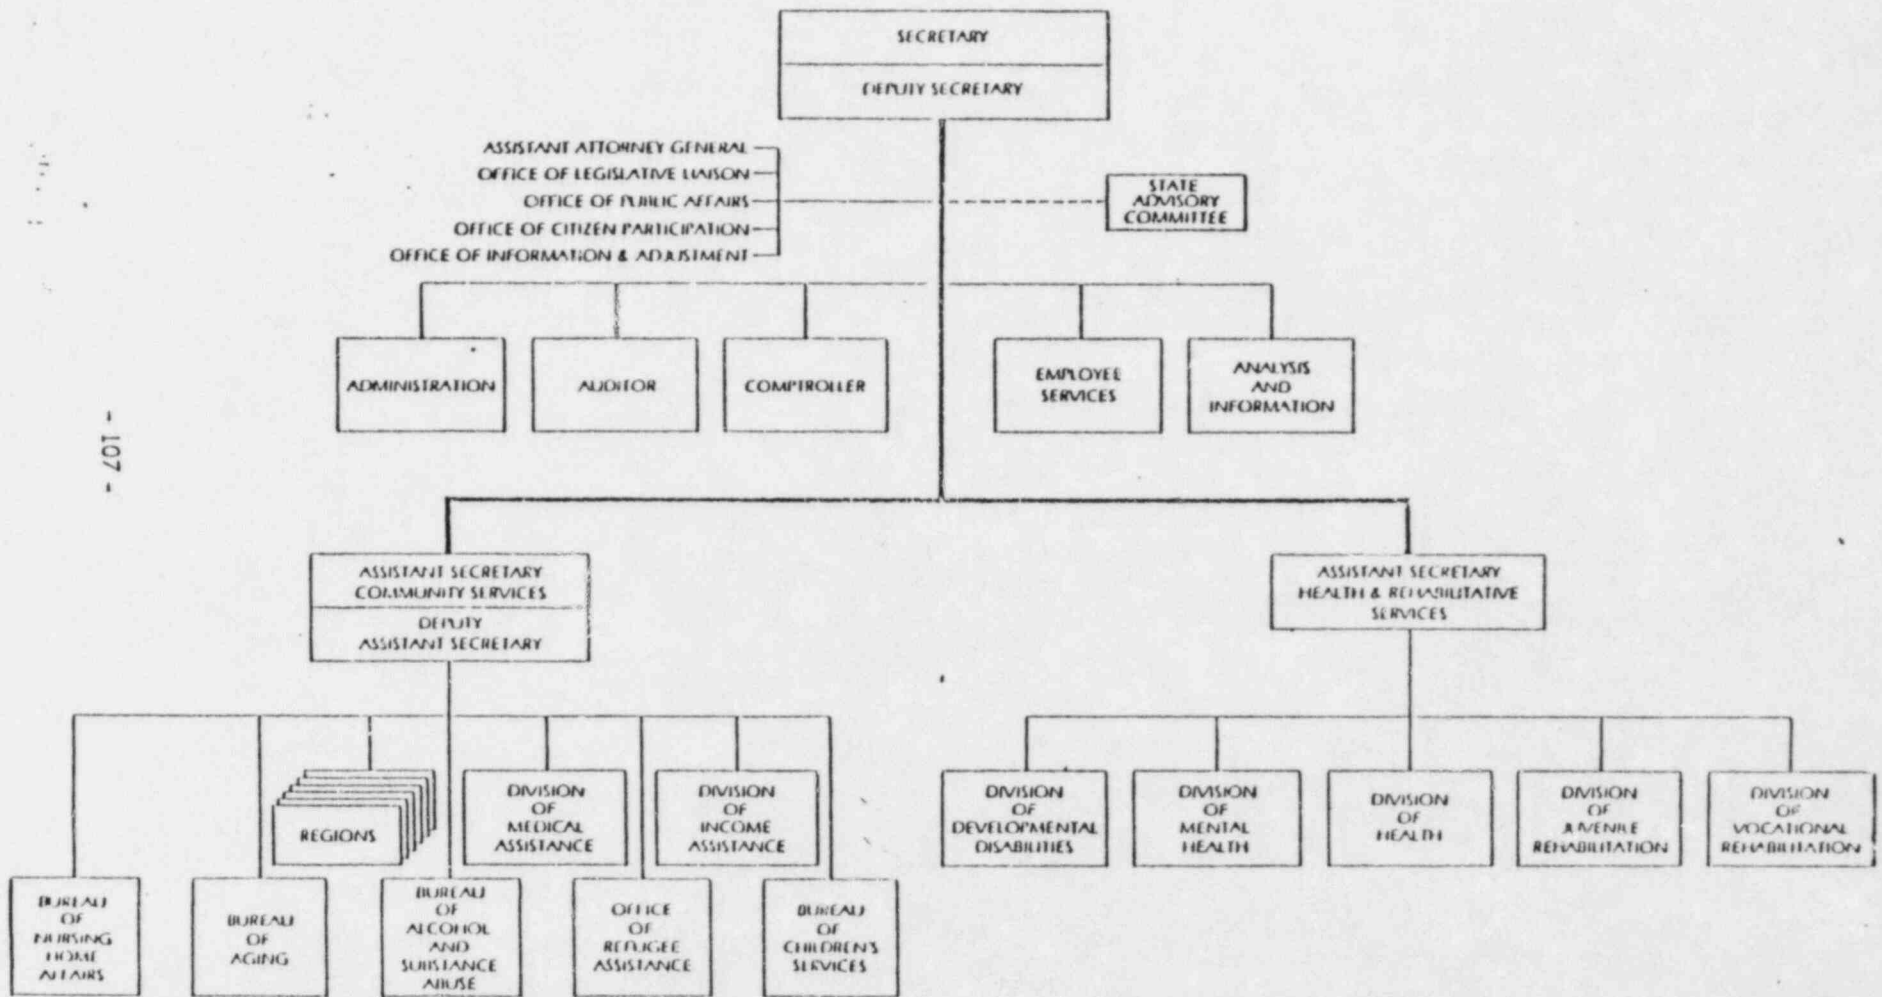 SECRETARY
DEPUTY SECRETARY
ASSISTANT ATTORNEY GENERAL
OFFICE OF LEGISLATIVE LIAISON
OFFICE OF PUBLIC AFFAIRS
OFFICE OF CITIZEN PARTICIPATION
OFFICE OF INFORMATION & ADJUSTMENT
STATE
ADVISORY
COMMITTEE
ADMINISTRATION
AUDITOR
COMPTROLLER
EMPLOYEE
SERVICES
ANALYSIS
AND
INFORMATION
- 107 -
ASSISTANT SECRETARY
COMMUNITY SERVICES
DEPUTY
ASSISTANT SECRETARY
ASSISTANT SECRETARY
HEALTH & REHABILITATIVE
SERVICES
REGIONS
DIVISION
OF
MEDICAL
ASSISTANCE
DIVISION
OF
INCOME
ASSISTANCE
DIVISION
OF
DEVELOPMENTAL
DISABILITIES
DIVISION
OF
MENTAL
HEALTH
DIVISION
OF
HEALTH
DIVISION
OF
JUVENILE
REHABILITATION
DIVISION
OF
VOCATIONAL
REHABILITATION
BUREAU
OF
NURSING
HOME
AFFAIRS
BUREAU
OF
AGING
BUREAU
OF
ALCOHOL
AND
SUBSTANCE
ABUSE
OFFICE
OF
REFUGEE
ASSISTANCE
BUREAU
OF
CHILDREN'S
SERVICES